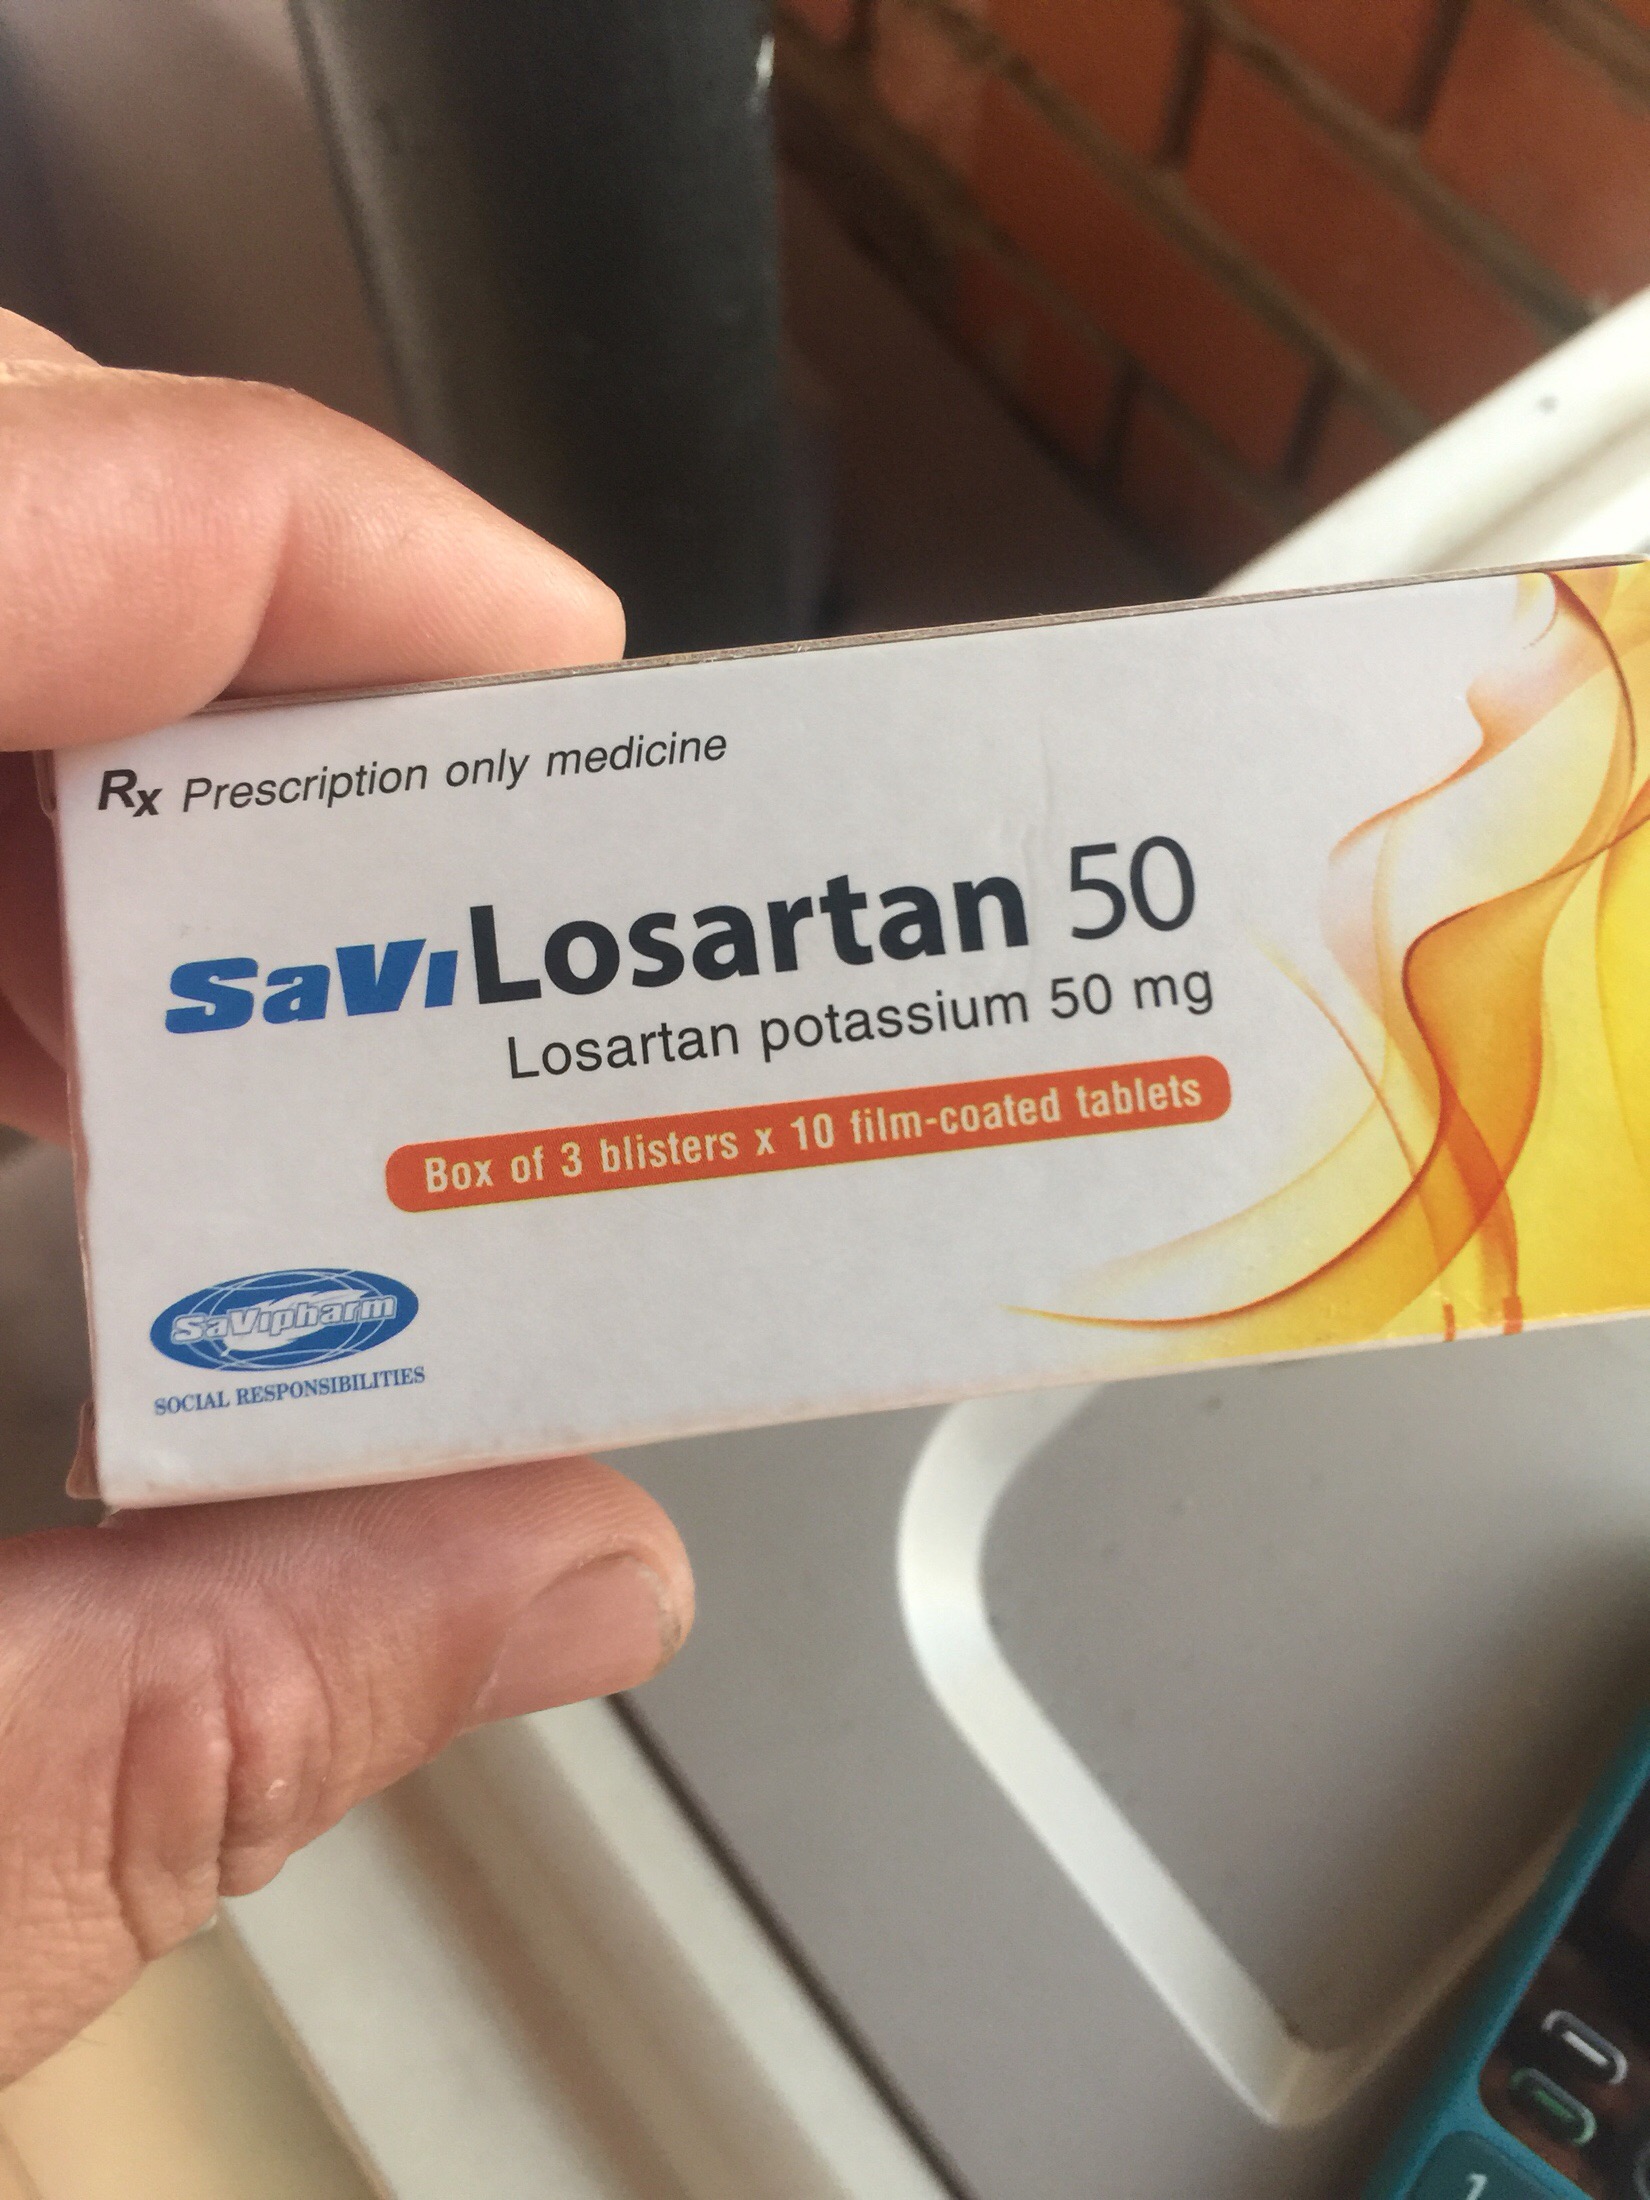 Rx Prescription only medicine
SaViLosartan 50
Losartan potassium 50 mg
Box of 3 blisters x 10 film-coated tablets
SaVipharm
SOCIAL RESPONSIBILITIES
1